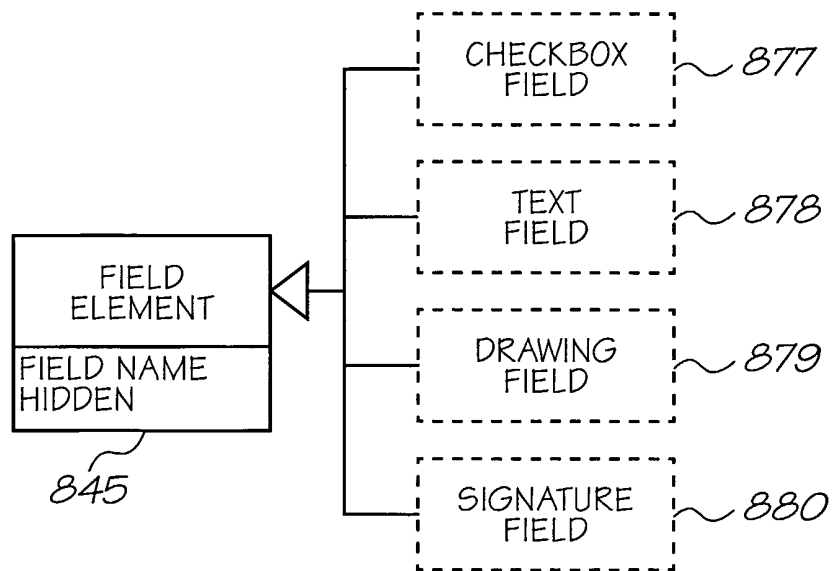 CHECKBOX
FIELD
877
TEXT
FIELD
878
FIELD
ELEMENT
FIELD NAME
HIDDEN
845
DRAWING
FIELD
879
SIGNATURE
FIELD
880